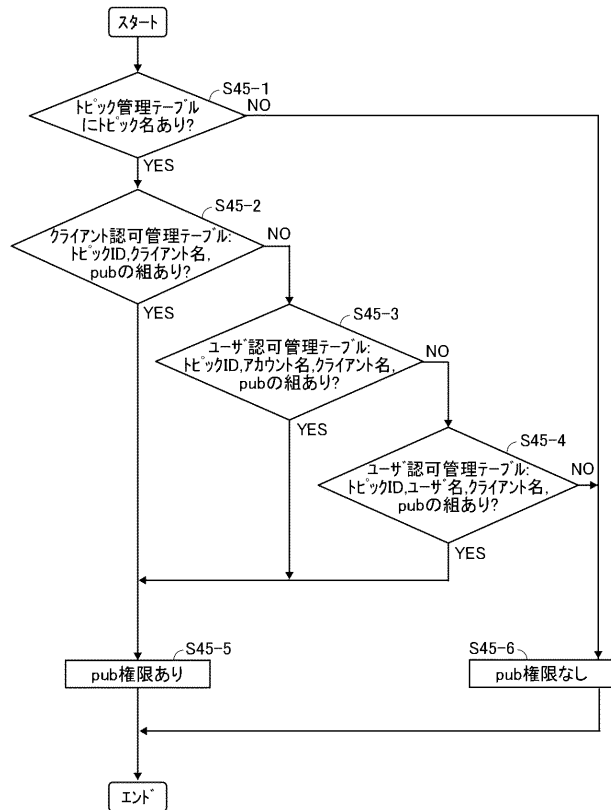 スタート
S45-1
トピック管理テーブル
にトピック名あり?
NO
YES
S45-2
クライアント認可管理テーブル:
トピックID,クライアント名,
pubの組あり?
NO
YES
S45-3
ユーザ認可管理テーブル:
トピックID,アカウント名,クライアント名,
pubの組あり?
NO
YES
S45-4
ユーザ認可管理テーブル:
トピックID,ユーザ名,クライアント名,
pubの組あり?
NO
YES
S45-5
pub権限あり
S45-6
pub権限なし
エンド